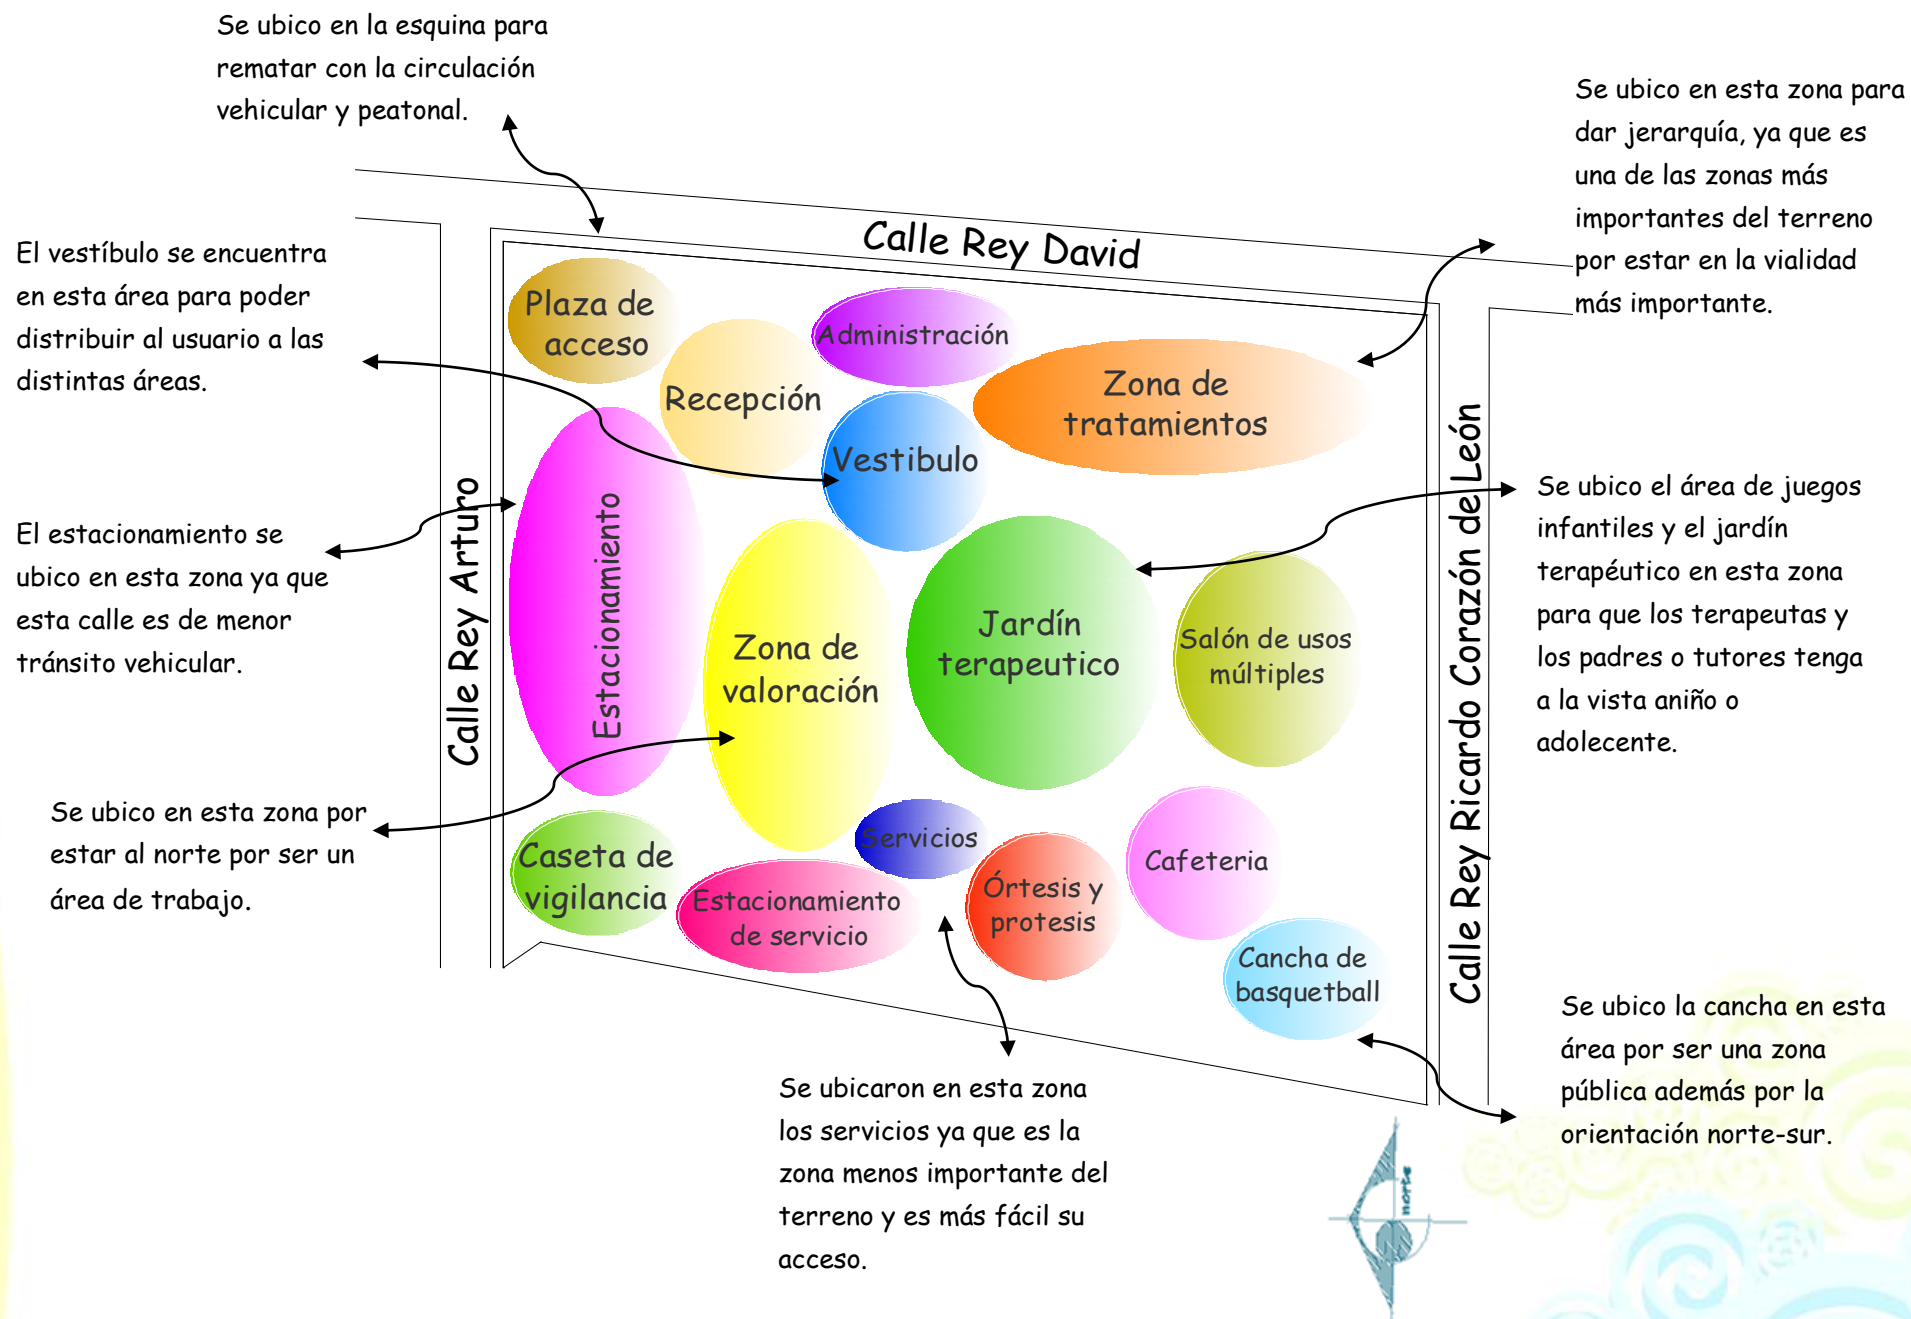 Se ubico en la esquina para
rematar con la circulación
vehicular y peatonal.
Se ubico en esta zona para
dar jerarquía, ya que es
una de las zonas más
importantes del terreno
por estar en la vialidad
más importante.
El vestíbulo se encuentra
en esta área para poder
distribuir al usuario a las
distintas áreas.
Calle Rey David
Plaza de
acceso
Administración
Recepción
Zona de
tratamientos
Vestibulo
El estacionamiento se
ubico en esta zona ya que
esta calle es de menor
tránsito vehicular.
Calle Rey Arturo
Estacionamiento
Zona de
valoración
Jardín
terapeutico
Salón de usos
múltiples
Calle Rey Ricardo Corazón de León
Se ubico el área de juegos
infantiles y el jardín
terapéutico en esta zona
para que los terapeutas y
los padres o tutores tenga
a la vista aniño o
adolecente.
Se ubico en esta zona por
estar al norte por ser un
área de trabajo.
Caseta de
vigilancia
Servicios
Estacionamiento
de servicio
Órtesis y
protesis
Cafeteria
Cancha de
basquetball
Se ubicaron en esta zona
los servicios ya que es la
zona menos importante del
terreno y es más fácil su
acceso.
Se ubico la cancha en esta
área por ser una zona
pública además por la
orientación norte-sur.
norte